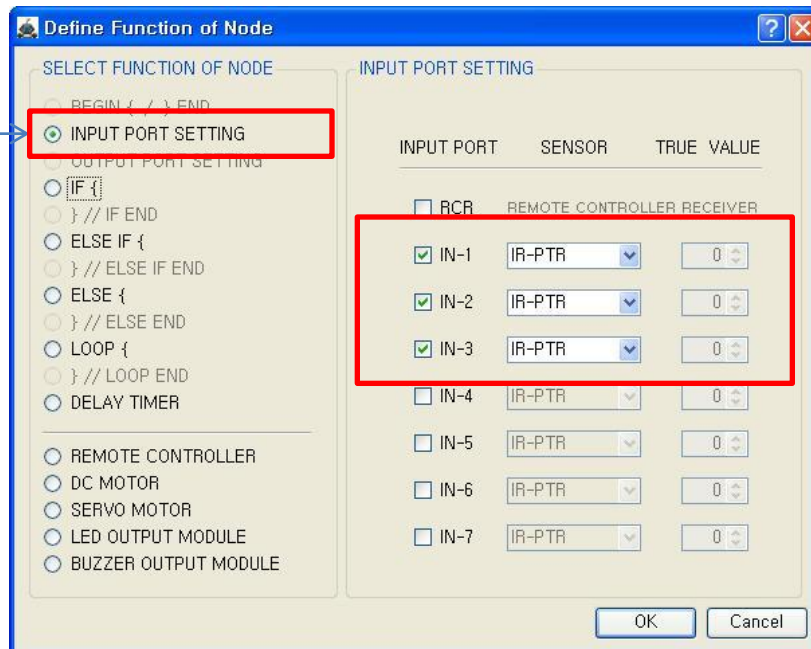 Define Function of Node
SELECT FUNCTION OF NODE
BEGIN { / } END
INPUT PORT SETTING
OUTPUT PORT SETTING
IF {
} // IF END
ELSE IF {
} // ELSE IF END
ELSE {
} // ELSE END
LOOP {
} // LOOP END
DELAY TIMER
REMOTE CONTROLLER
DC MOTOR
SERVO MOTOR
LED OUTPUT MODULE
BUZZER OUTPUT MODULE
INPUT PORT SETTING
INPUT PORT SENSOR TRUE VALUE
RCR REMOTE CONTROLLER RECEIVER
IN-1 IR-PTR 0
IN-2 IR-PTR 0
IN-3 IR-PTR 0
IN-4 IR-PTR 0
IN-5 IR-PTR 0
IN-6 IR-PTR 0
IN-7 IR-PTR 0
OK Cancel